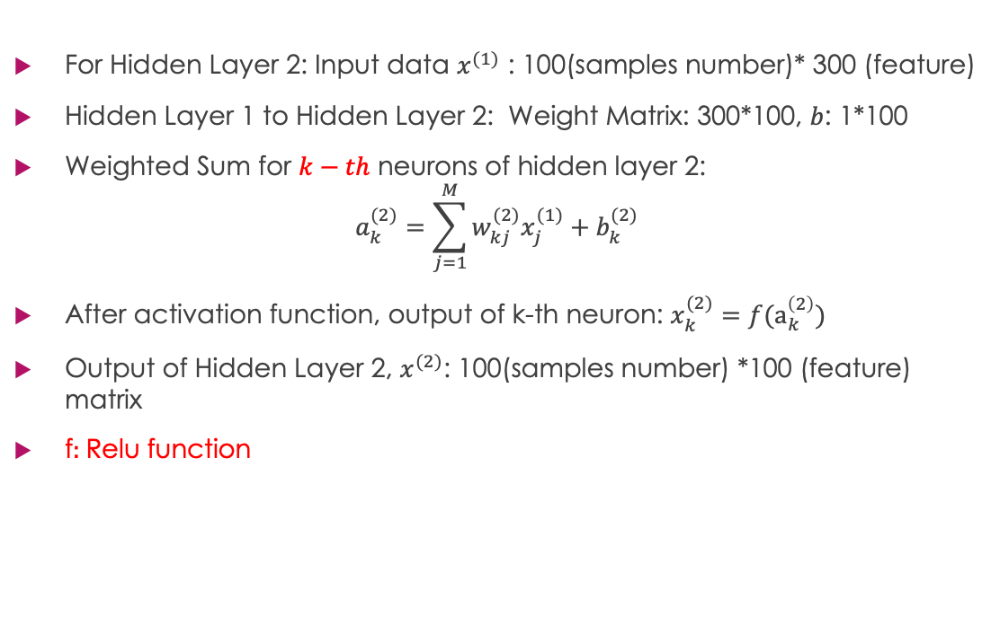 For Hidden Layer 2: Input data 𝒙⁽¹⁾ : 100(samples number)* 300 (feature)
Hidden Layer 1 to Hidden Layer 2:  Weight Matrix: 300*100, 𝒃: 1*100
Weighted Sum for 𝒌 − 𝒕𝒉 neurons of hidden layer 2:
a_k^{(2)} = \sum_{j=1}^{M} w_{kj}^{(2)} x_j^{(1)} + b_k^{(2)}
After activation function, output of k-th neuron: x_k^{(2)} = f(a_k^{(2)})
Output of Hidden Layer 2, 𝒙⁽²⁾: 100(samples number) *100 (feature)
matrix
f: Relu function